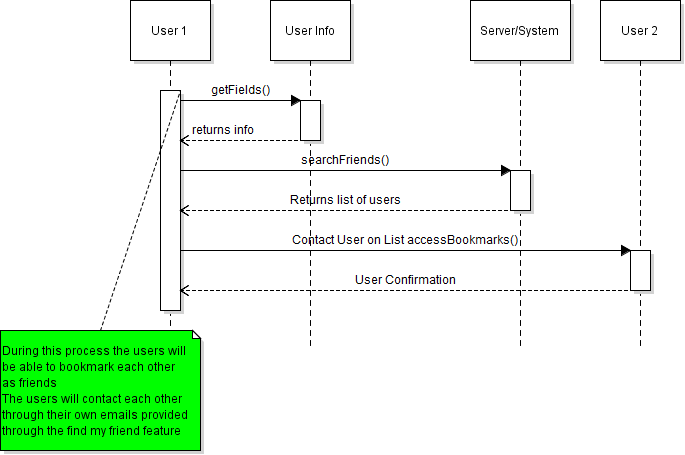 User 1
User Info
Server/System
User 2
getFields()
returns info
searchFriends()
Returns list of users
Contact User on List accessBookmarks()
User Confirmation
During this process the users will
be able to bookmark each other
as friends
The users will contact each other
through their own emails provided
through the find my friend feature